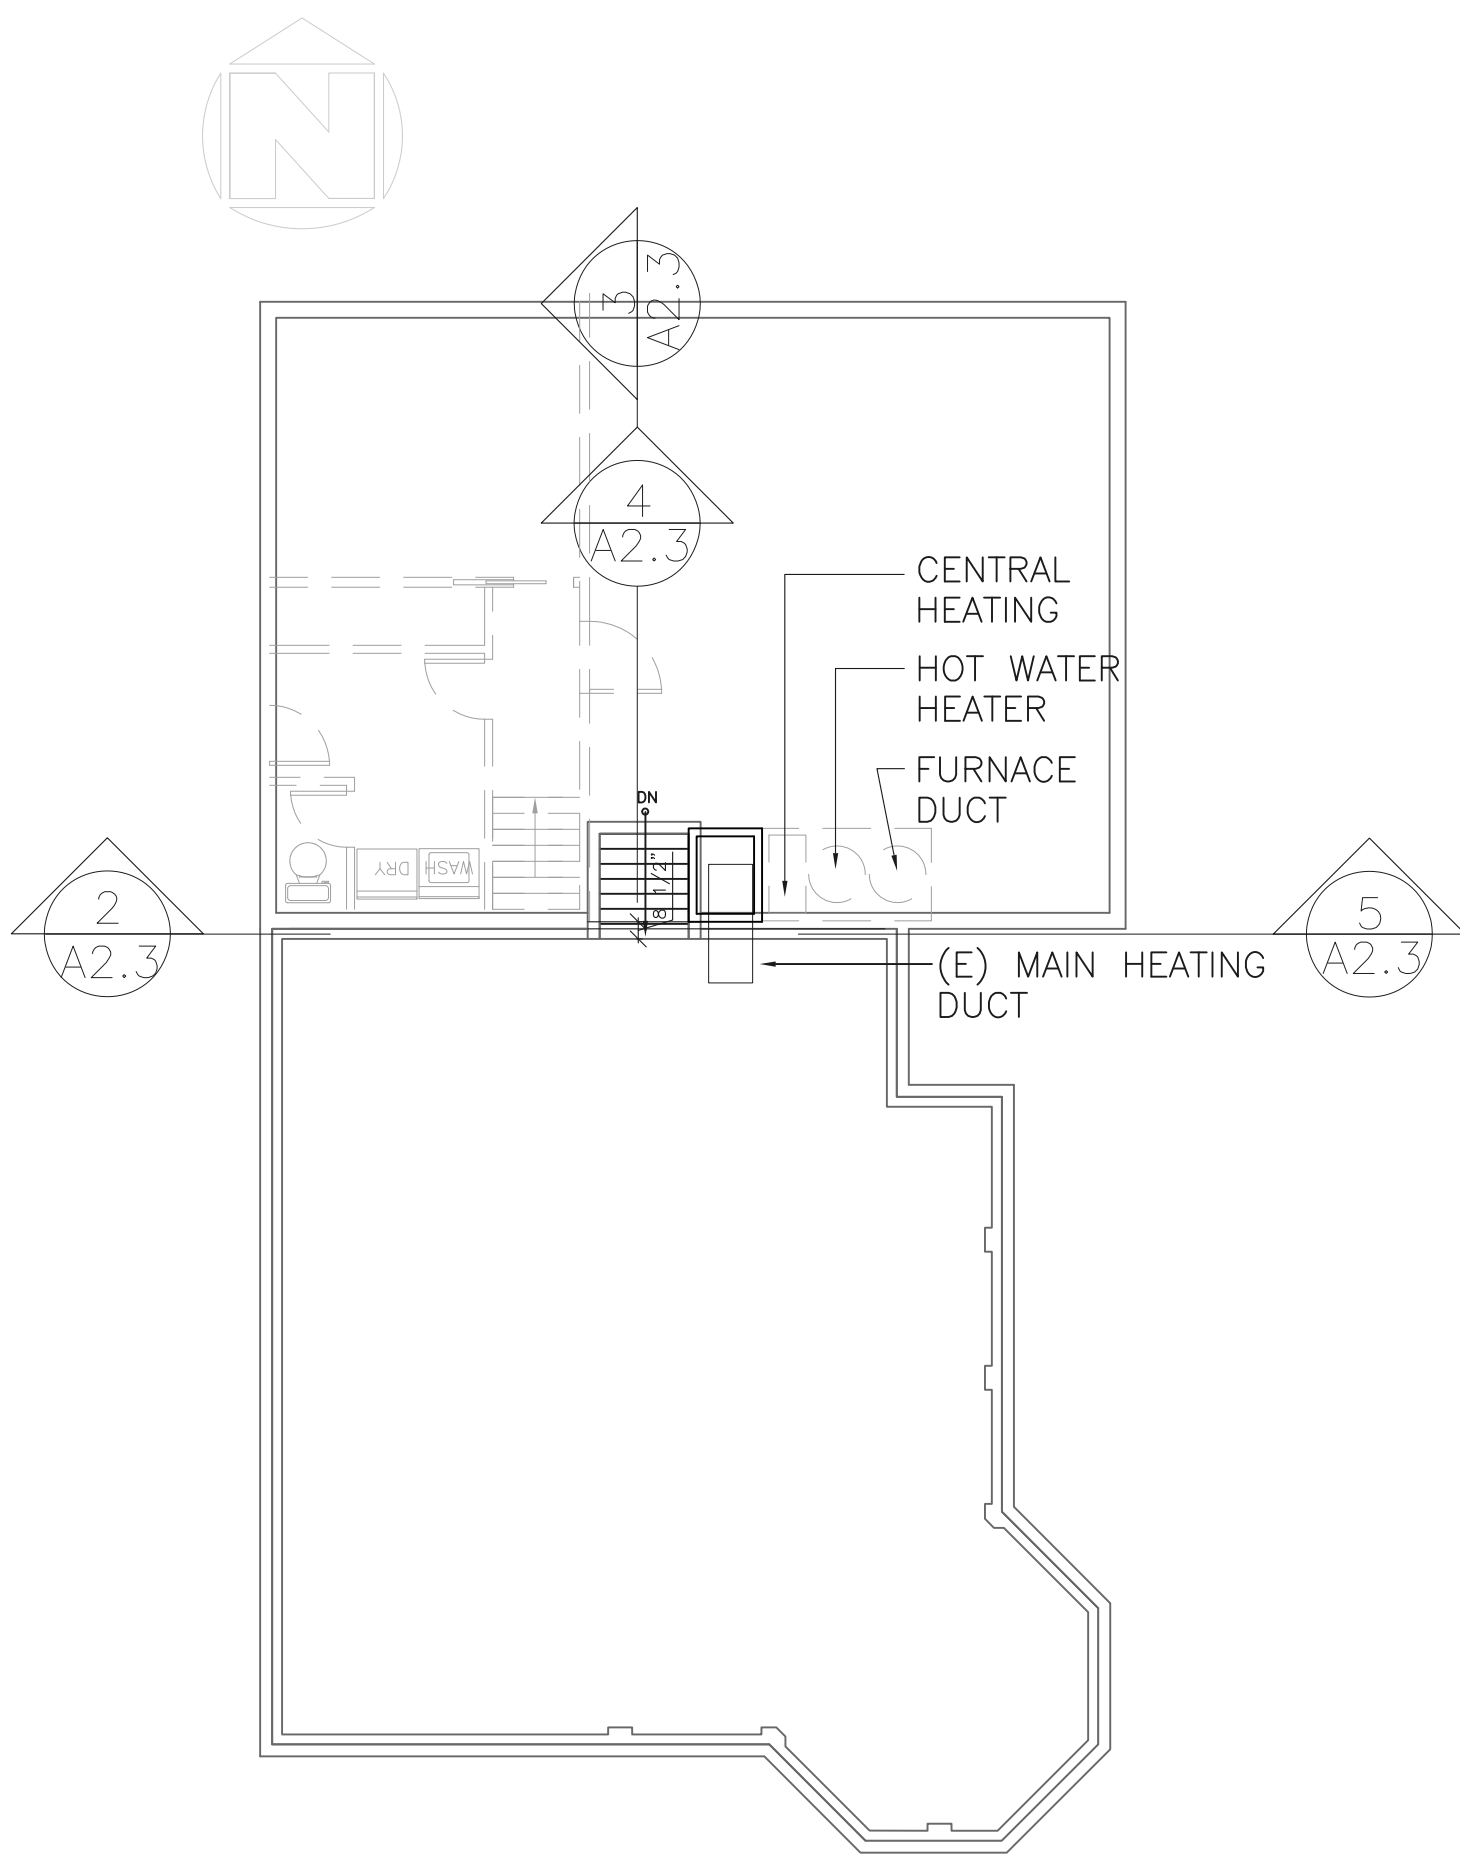 N
3
A2.3
4
A2.3
CENTRAL
HEATING
HOT WATER
HEATER
FURNACE
DUCT
DN
8 1/2"
DRY
WASH
2
A2.3
5
A2.3
(E) MAIN HEATING
DUCT